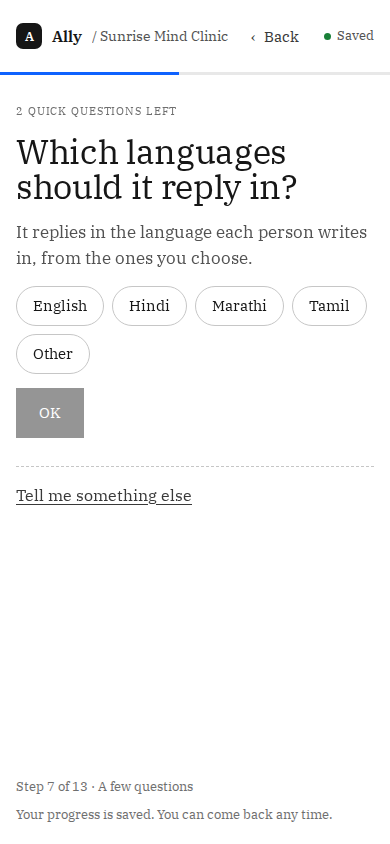 A Ally / Sunrise Mind Clinic ‹ Back Saved
2 QUICK QUESTIONS LEFT
Which languages
should it reply in?
It replies in the language each person writes
in, from the ones you choose.
English Hindi Marathi Tamil
Other
OK
Tell me something else
Step 7 of 13 · A few questions
Your progress is saved. You can come back any time.